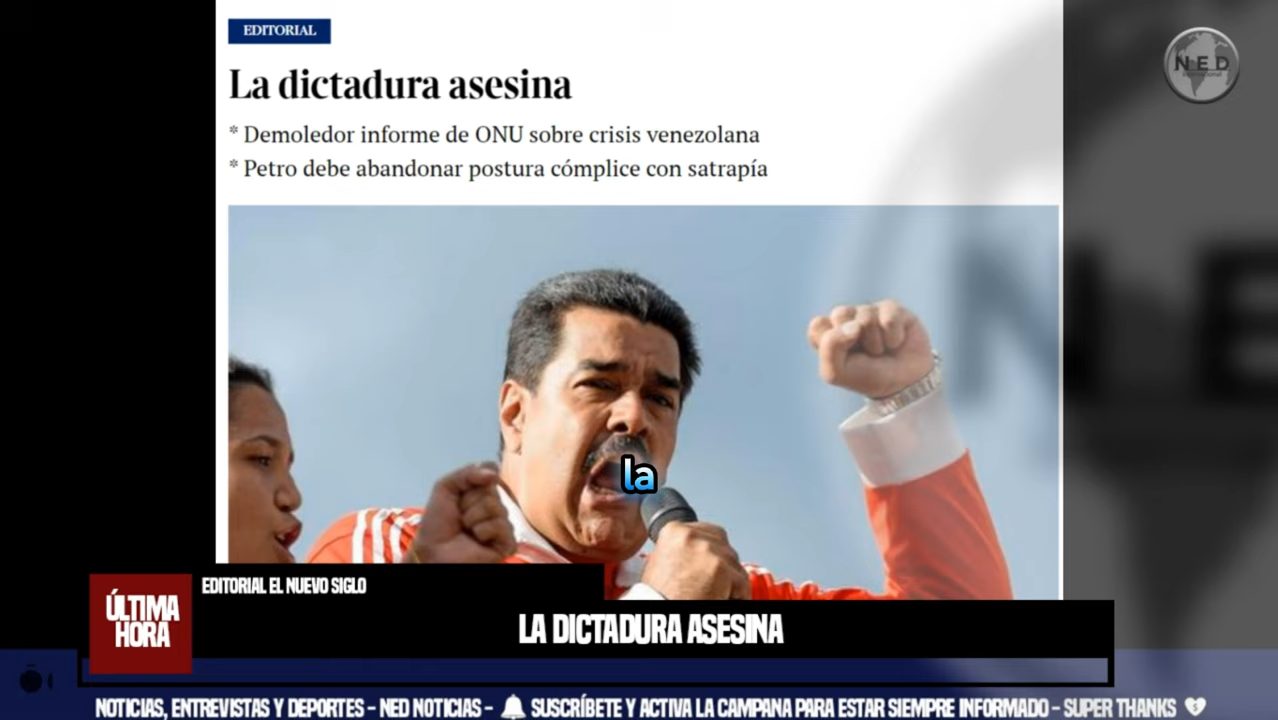 EDITORIAL
La dictadura asesina
* Demoledor informe de ONU sobre crisis venezolana
* Petro debe abandonar postura cómplice con satrapía
NED
la
EDITORIAL EL NUEVO SIGLO
ÚLTIMA
HORA
LA DICTADURA ASESINA
NOTICIAS, ENTREVISTAS Y DEPORTES - NED NOTICIAS - SUSCRÍBETE Y ACTIVA LA CAMPANA PARA ESTAR SIEMPRE INFORMADO - SUPER THANKS